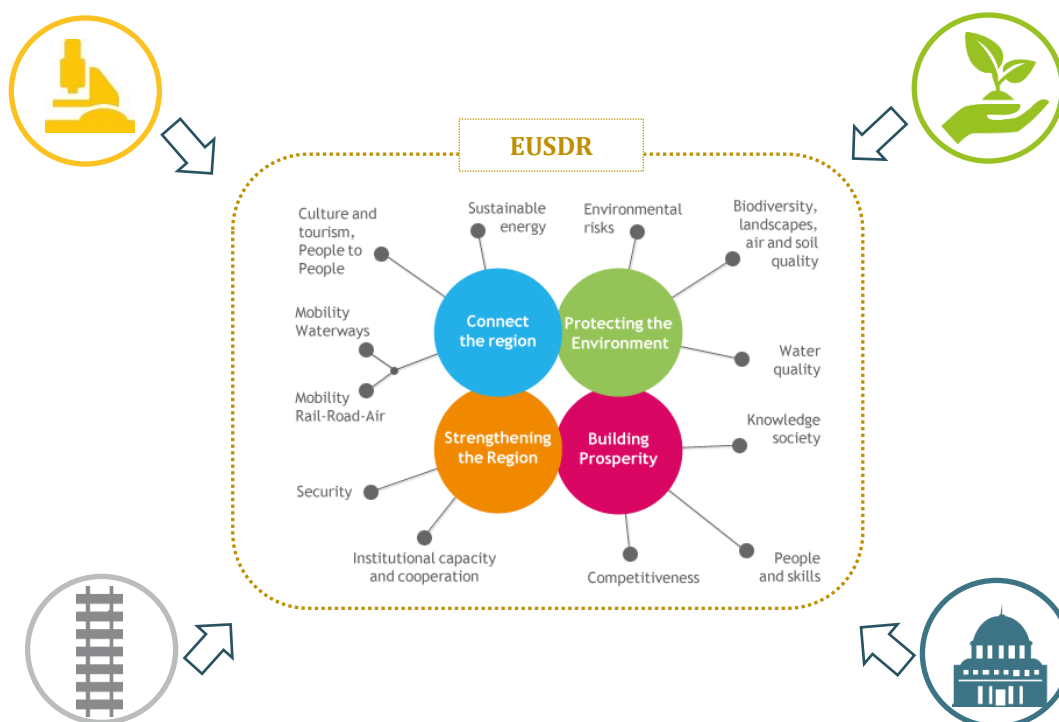 EUSDR
Culture and
tourism,
People to
People
Sustainable
energy
Environmental
risks
Biodiversity,
landscapes,
air and soil
quality
Mobility
Waterways
Connect
the region
Protecting the
Environment
Water
quality
Mobility
Rail-Road-Air
Strengthening
the Region
Building
Prosperity
Knowledge
society
Security
Institutional capacity
and cooperation
Competitiveness
People
and skills